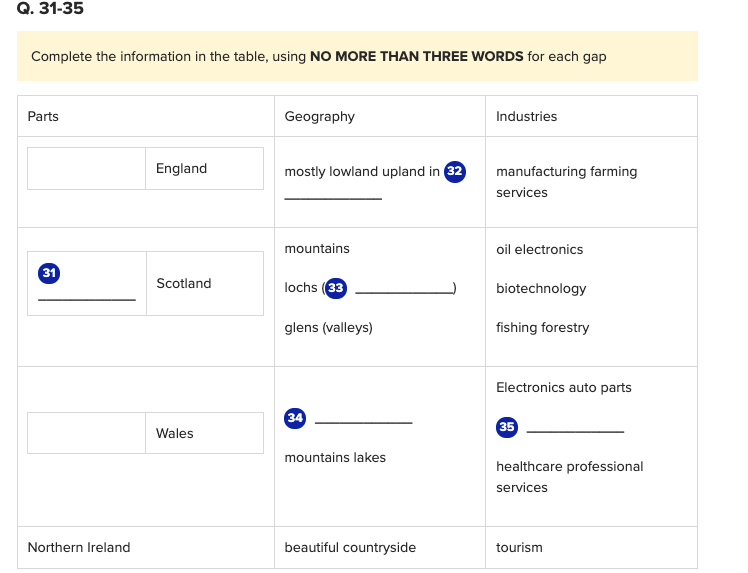 Q. 31-35
Complete the information in the table, using NO MORE THAN THREE WORDS for each gap
Parts
Geography
Industries
England
mostly lowland upland in 32 ____________
manufacturing farming
services
31 ____________
Scotland
mountains
lochs (33 ____________)
glens (valleys)
oil electronics
biotechnology
fishing forestry
Wales
34 ____________
mountains lakes
Electronics auto parts
35 ____________
healthcare professional
services
Northern Ireland
beautiful countryside
tourism